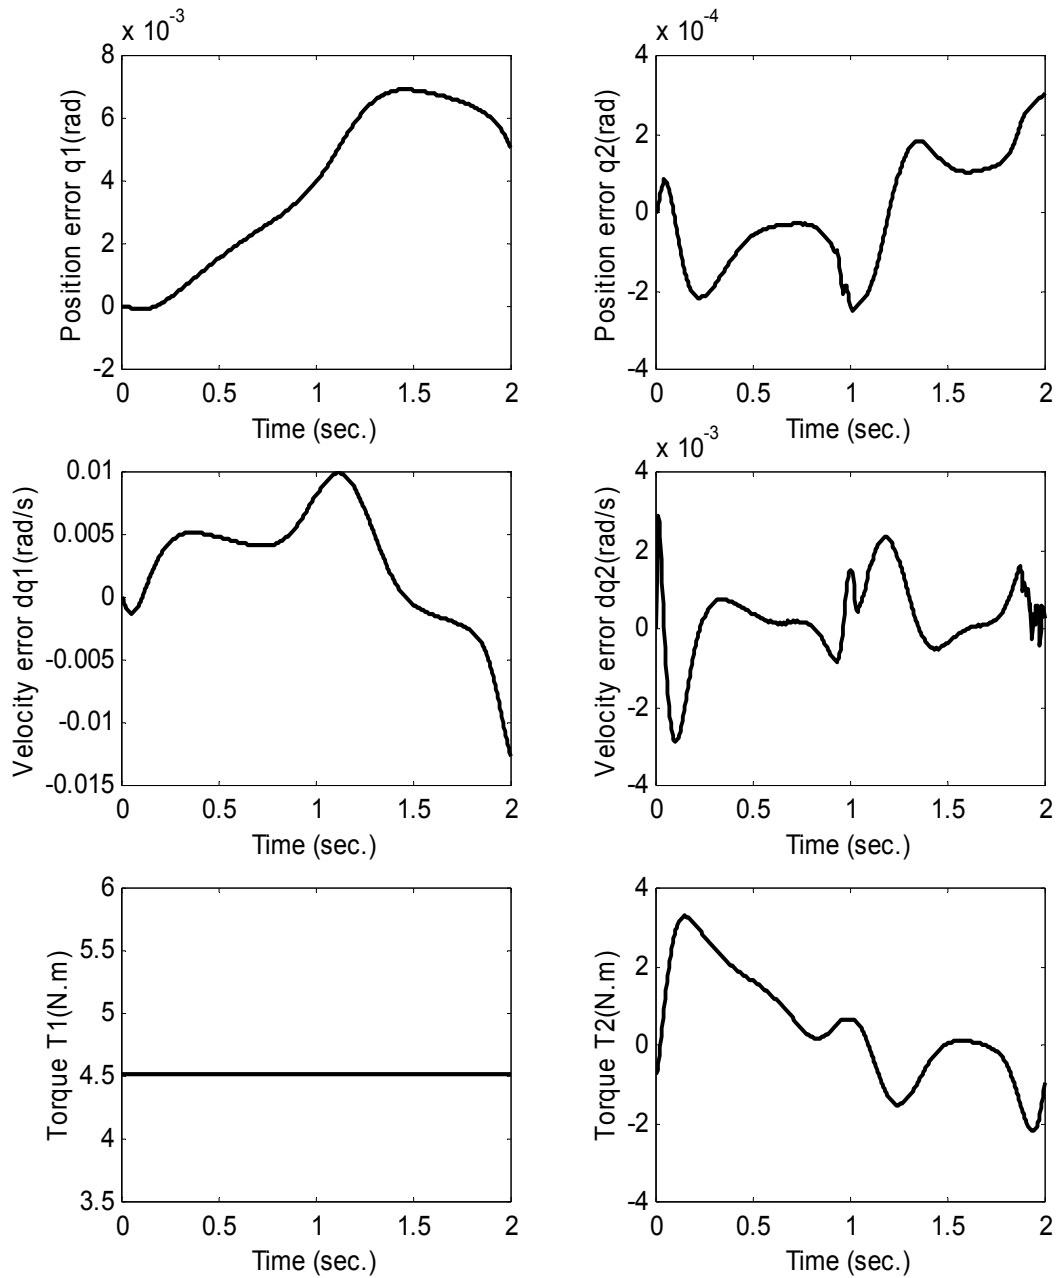 x 10-3
8
6
4
2
0
-2
Position error q1(rad)
0 0.5 1 1.5 2
Time (sec.)
x 10-4
4
2
0
-2
-4
Position error q2(rad)
0 0.5 1 1.5 2
Time (sec.)
0.01
0.005
0
-0.005
-0.01
-0.015
Velocity error dq1(rad/s)
0 0.5 1 1.5 2
Time (sec.)
x 10-3
4
2
0
-2
-4
Velocity error dq2(rad/s)
0 0.5 1 1.5 2
Time (sec.)
6
5.5
5
4.5
4
3.5
Torque T1(N.m)
0 0.5 1 1.5 2
Time (sec.)
4
2
0
-2
-4
Torque T2(N.m)
0 0.5 1 1.5 2
Time (sec.)